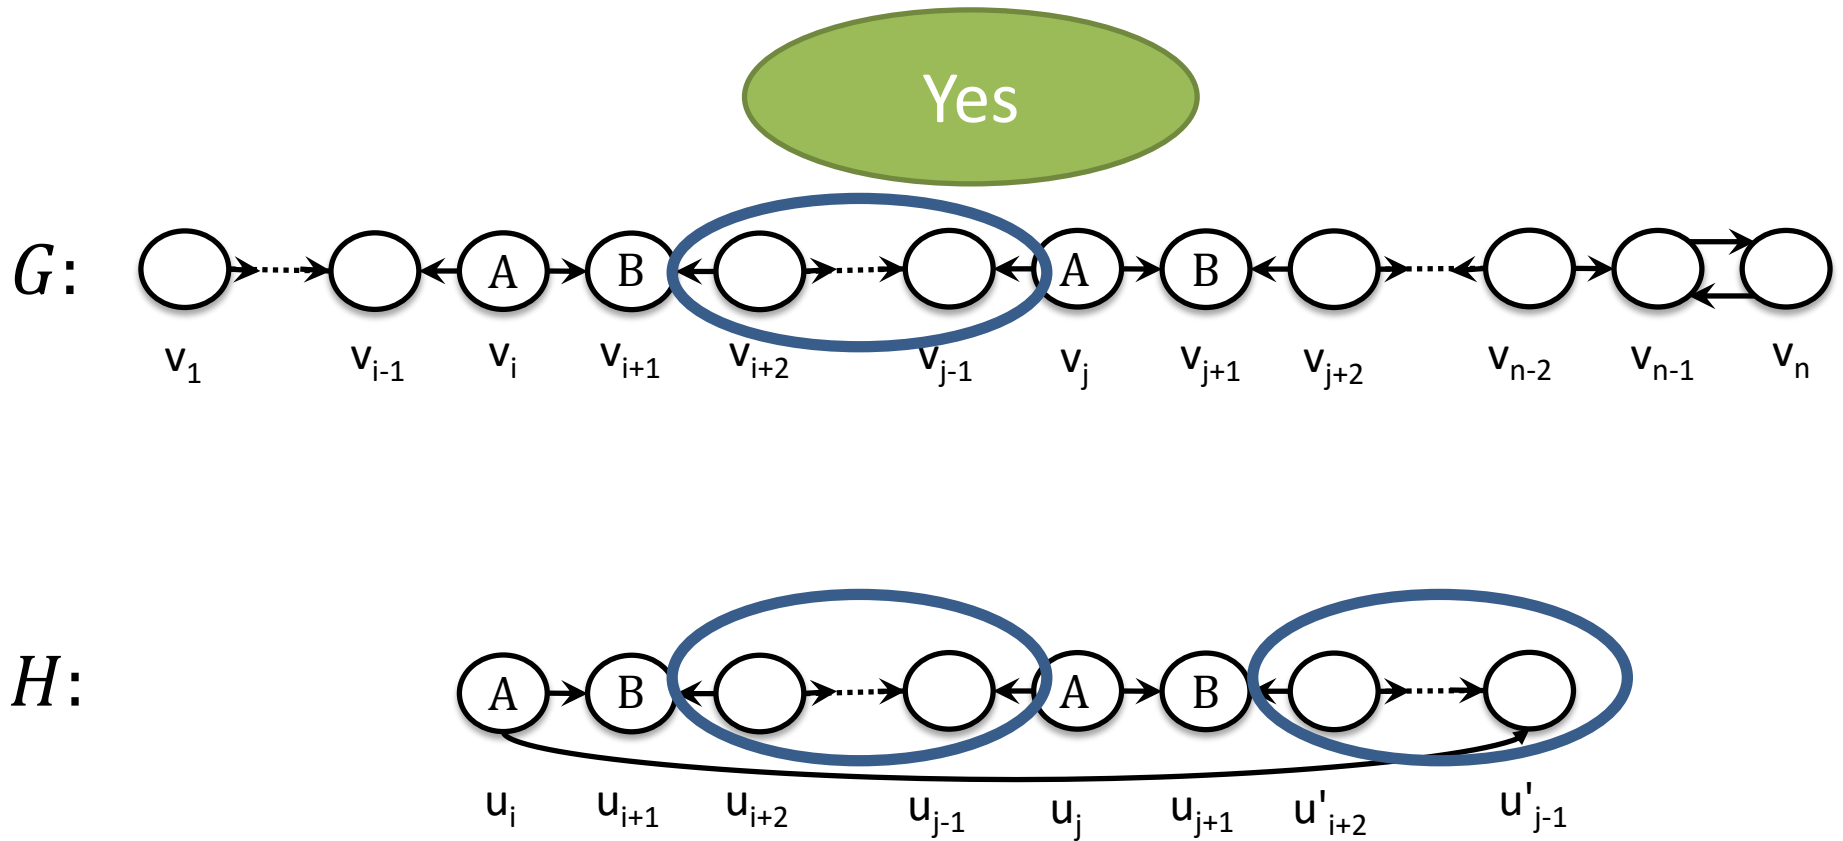 Yes
G:
A B A B
v₁ vᵢ₋₁ vᵢ vᵢ₊₁ vᵢ₊₂ vⱼ₋₁ vⱼ vⱼ₊₁ vⱼ₊₂ vₙ₋₂ vₙ₋₁ vₙ
H:
A B A B
uᵢ uᵢ₊₁ uᵢ₊₂ uⱼ₋₁ uⱼ uⱼ₊₁ u'ᵢ₊₂ u'ⱼ₋₁